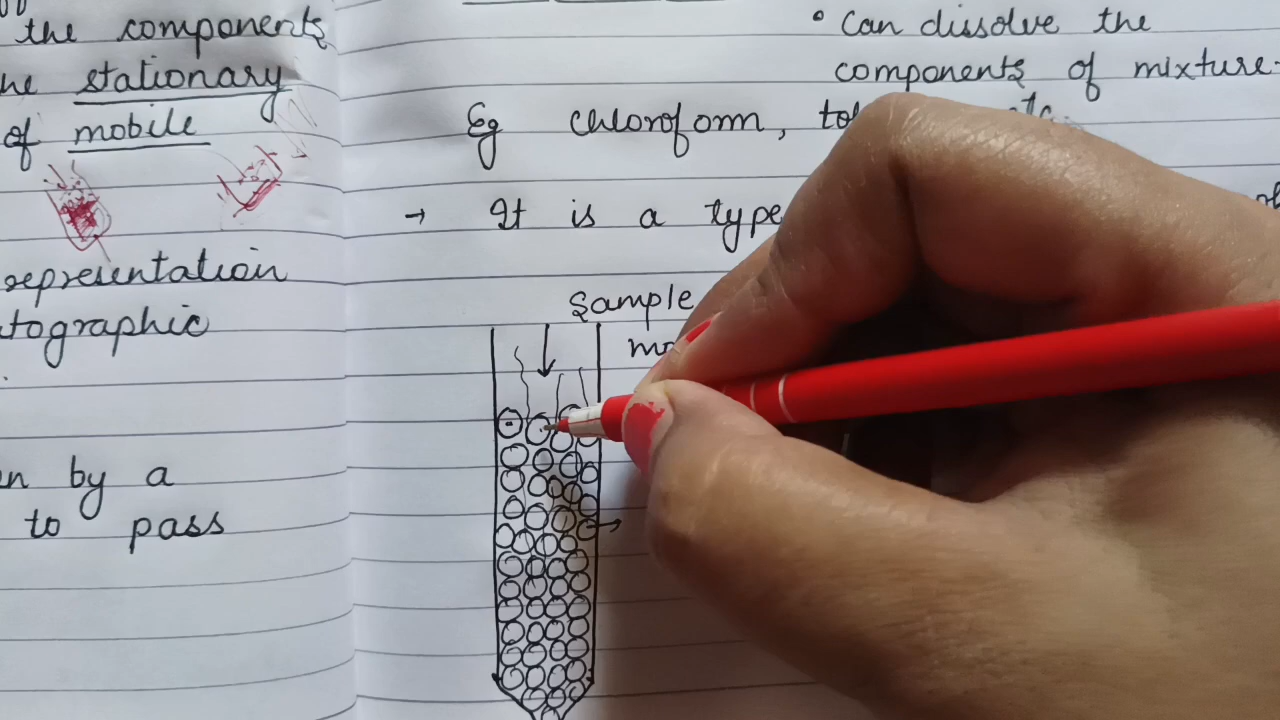 the components
the stationary
of mobile
representation
by a
to pass
• Can dissolve the
components of mixture.
Eg chloroform,
→ It is a type
Sample